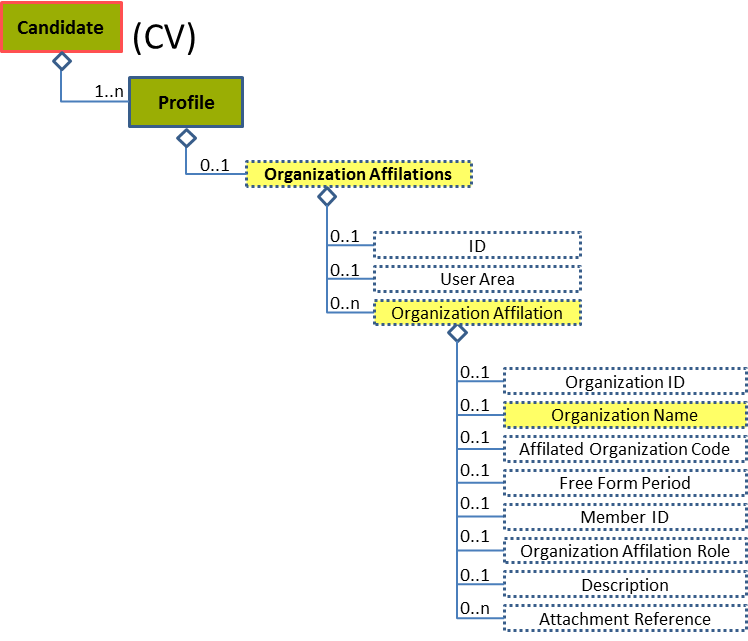 Candidate (CV)
1..n
Profile
0..1
Organization Affilations
0..1
ID
0..1
User Area
0..n
Organization Affilation
0..1
Organization ID
0..1
Organization Name
0..1
Affilated Organization Code
0..1
Free Form Period
0..1
Member ID
0..1
Organization Affilation Role
0..1
Description
0..n
Attachment Reference